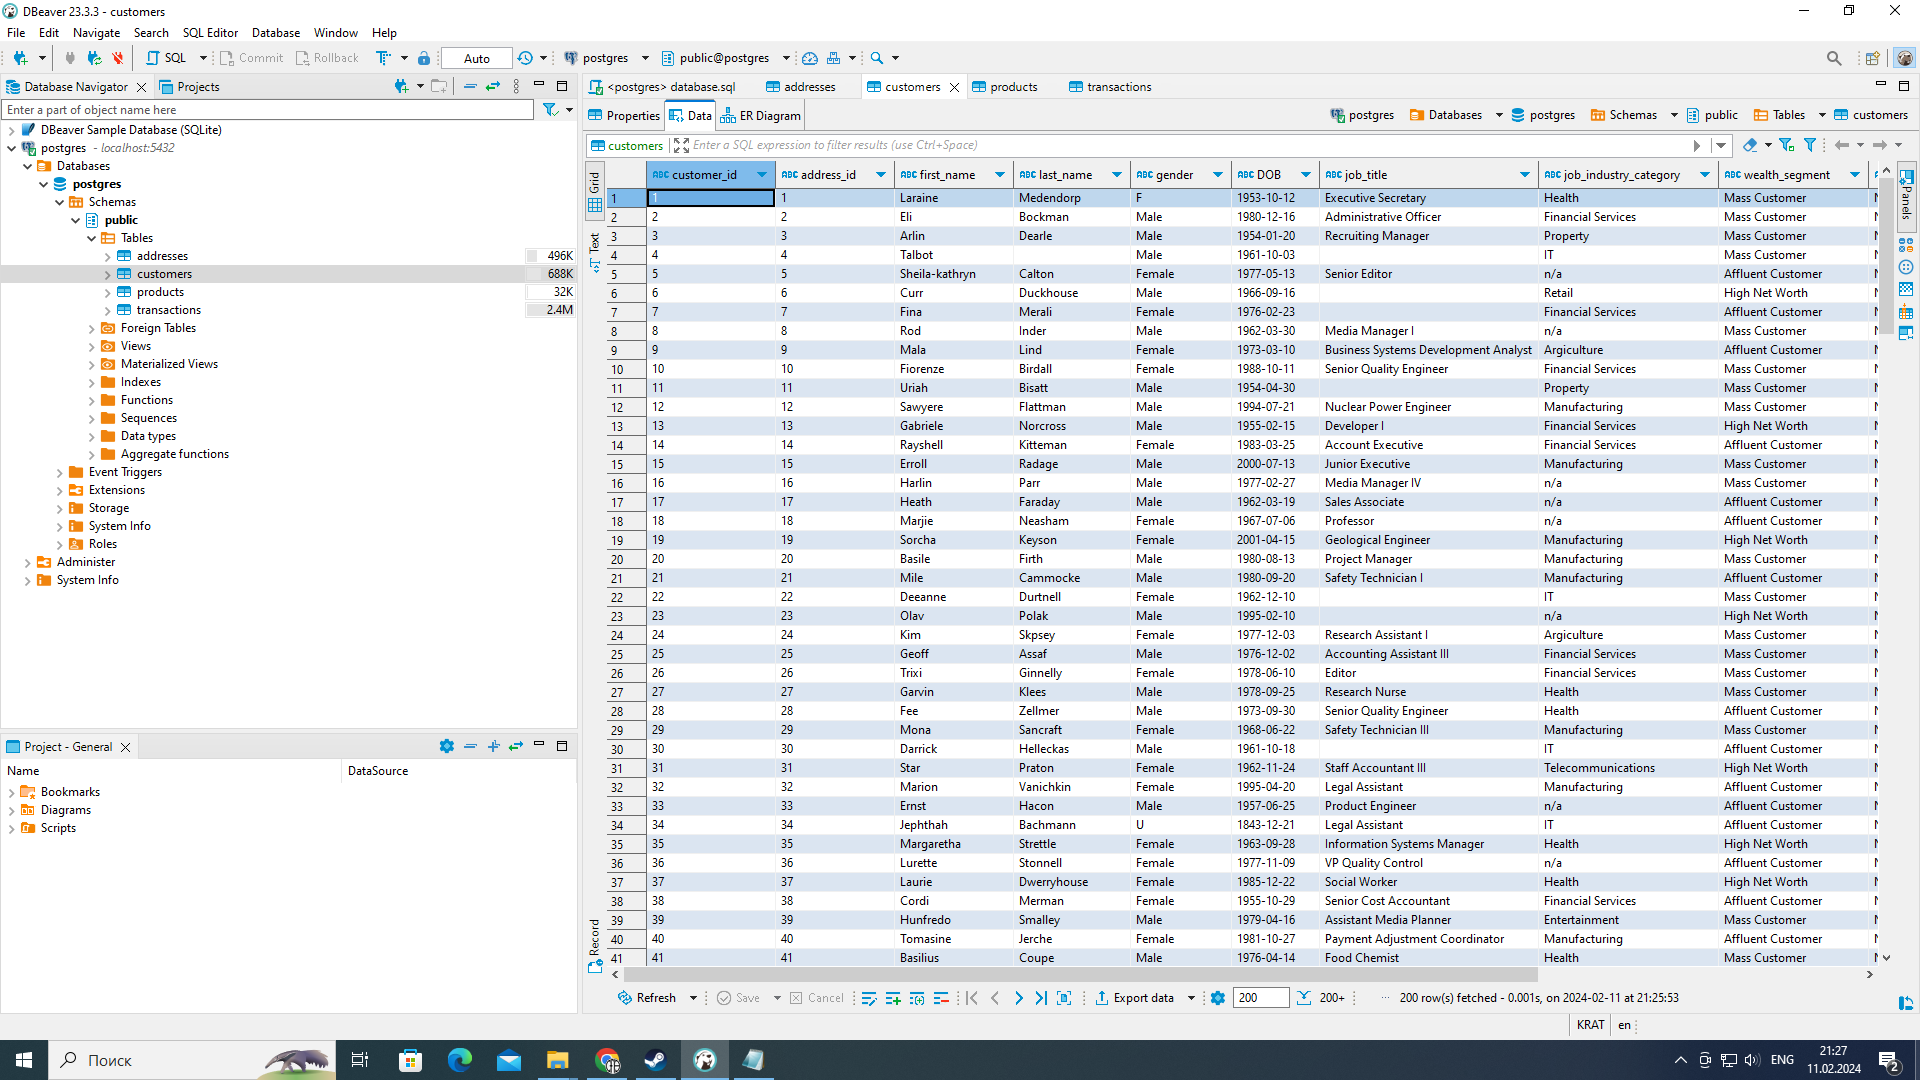 DBeaver 23.3.3 - customers
File Edit Navigate Search SQL Editor Database Window Help
SQL Commit Rollback Auto postgres public@postgres
Database Navigator Projects
Enter a part of object name here
DBeaver Sample Database (SQLite)
postgres - localhost:5432
Databases
postgres
Schemas
public
Tables
addresses 496K
customers 688K
products 32K
transactions 2.4M
Foreign Tables
Views
Materialized Views
Indexes
Functions
Sequences
Data types
Aggregate functions
Event Triggers
Extensions
Storage
System Info
Roles
Administer
System Info
Project - General
Name DataSource
Bookmarks
Diagrams
Scripts
<postgres> database.sql addresses customers products transactions
Properties Data ER Diagram postgres Databases postgres Schemas public Tables customers
customers Enter a SQL expression to filter results (use Ctrl+Space)
Grid
Text
Record
Panels
ABC customer_id ABC address_id ABC first_name ABC last_name ABC gender ABC DOB ABC job_title ABC job_industry_category ABC wealth_segment
1 1 1 Laraine Medendorp F 1953-10-12 Executive Secretary Health Mass Customer
2 2 2 Eli Bockman Male 1980-12-16 Administrative Officer Financial Services Mass Customer
3 3 3 Arlin Dearle Male 1954-01-20 Recruiting Manager Property Mass Customer
4 4 4 Talbot Male 1961-10-03 IT Mass Customer
5 5 5 Sheila-kathryn Calton Female 1977-05-13 Senior Editor n/a Affluent Customer
6 6 6 Curr Duckhouse Male 1966-09-16 Retail High Net Worth
7 7 7 Fina Merali Female 1976-02-23 Financial Services Affluent Customer
8 8 8 Rod Inder Male 1962-03-30 Media Manager I n/a Mass Customer
9 9 9 Mala Lind Female 1973-03-10 Business Systems Development Analyst Argiculture Affluent Customer
10 10 10 Fiorenze Birdall Female 1988-10-11 Senior Quality Engineer Financial Services Mass Customer
11 11 11 Uriah Bisatt Male 1954-04-30 Property Mass Customer
12 12 12 Sawyere Flattman Male 1994-07-21 Nuclear Power Engineer Manufacturing Mass Customer
13 13 13 Gabriele Norcross Male 1955-02-15 Developer I Financial Services High Net Worth
14 14 14 Rayshell Kitteman Female 1983-03-25 Account Executive Financial Services Affluent Customer
15 15 15 Erroll Radage Male 2000-07-13 Junior Executive Manufacturing Mass Customer
16 16 16 Harlin Parr Male 1977-02-27 Media Manager IV n/a Mass Customer
17 17 17 Heath Faraday Male 1962-03-19 Sales Associate n/a Affluent Customer
18 18 18 Marjie Neasham Female 1967-07-06 Professor n/a Affluent Customer
19 19 19 Sorcha Keyson Female 2001-04-15 Geological Engineer Manufacturing High Net Worth
20 20 20 Basile Firth Male 1980-08-13 Project Manager Manufacturing Mass Customer
21 21 21 Mile Cammocke Male 1980-09-20 Safety Technician I Manufacturing Affluent Customer
22 22 22 Deeanne Durtnell Female 1962-12-10 IT Mass Customer
23 23 23 Olav Polak Male 1995-02-10 n/a High Net Worth
24 24 24 Kim Skpsey Female 1977-12-03 Research Assistant I Argiculture Mass Customer
25 25 25 Geoff Assaf Male 1976-12-02 Accounting Assistant III Financial Services Mass Customer
26 26 26 Trixi Ginnelly Female 1978-06-10 Editor Financial Services Mass Customer
27 27 27 Garvin Klees Male 1978-09-25 Research Nurse Health Mass Customer
28 28 28 Fee Zellmer Male 1973-09-30 Senior Quality Engineer Health Affluent Customer
29 29 29 Mona Sancraft Female 1968-06-22 Safety Technician III Manufacturing Mass Customer
30 30 30 Darrick Helleckas Male 1961-10-18 IT Affluent Customer
31 31 31 Star Praton Female 1962-11-24 Staff Accountant III Telecommunications High Net Worth
32 32 32 Marion Vanichkin Female 1995-04-20 Legal Assistant Manufacturing Affluent Customer
33 33 33 Ernst Hacon Male 1957-06-25 Product Engineer n/a Affluent Customer
34 34 34 Jephthah Bachmann U 1843-12-21 Legal Assistant IT Affluent Customer
35 35 35 Margaretha Strettle Female 1963-09-28 Information Systems Manager Health High Net Worth
36 36 36 Lurette Stonnell Female 1977-11-09 VP Quality Control n/a Affluent Customer
37 37 37 Laurie Dwerryhouse Female 1985-12-22 Social Worker Health High Net Worth
38 38 38 Cordi Merman Female 1955-10-29 Senior Cost Accountant Financial Services Affluent Customer
39 39 39 Hunfredo Smalley Male 1979-04-16 Assistant Media Planner Entertainment Mass Customer
40 40 40 Tomasine Jerche Female 1981-10-27 Payment Adjustment Coordinator Manufacturing Affluent Customer
41 41 41 Basilius Coupe Male 1976-04-14 Food Chemist Health Mass Customer
Refresh Save Cancel Export data 200 200+ 200 row(s) fetched - 0.001s, on 2024-02-11 at 21:25:53
KRAT en
Поиск ENG 21:27
11.02.2024
2